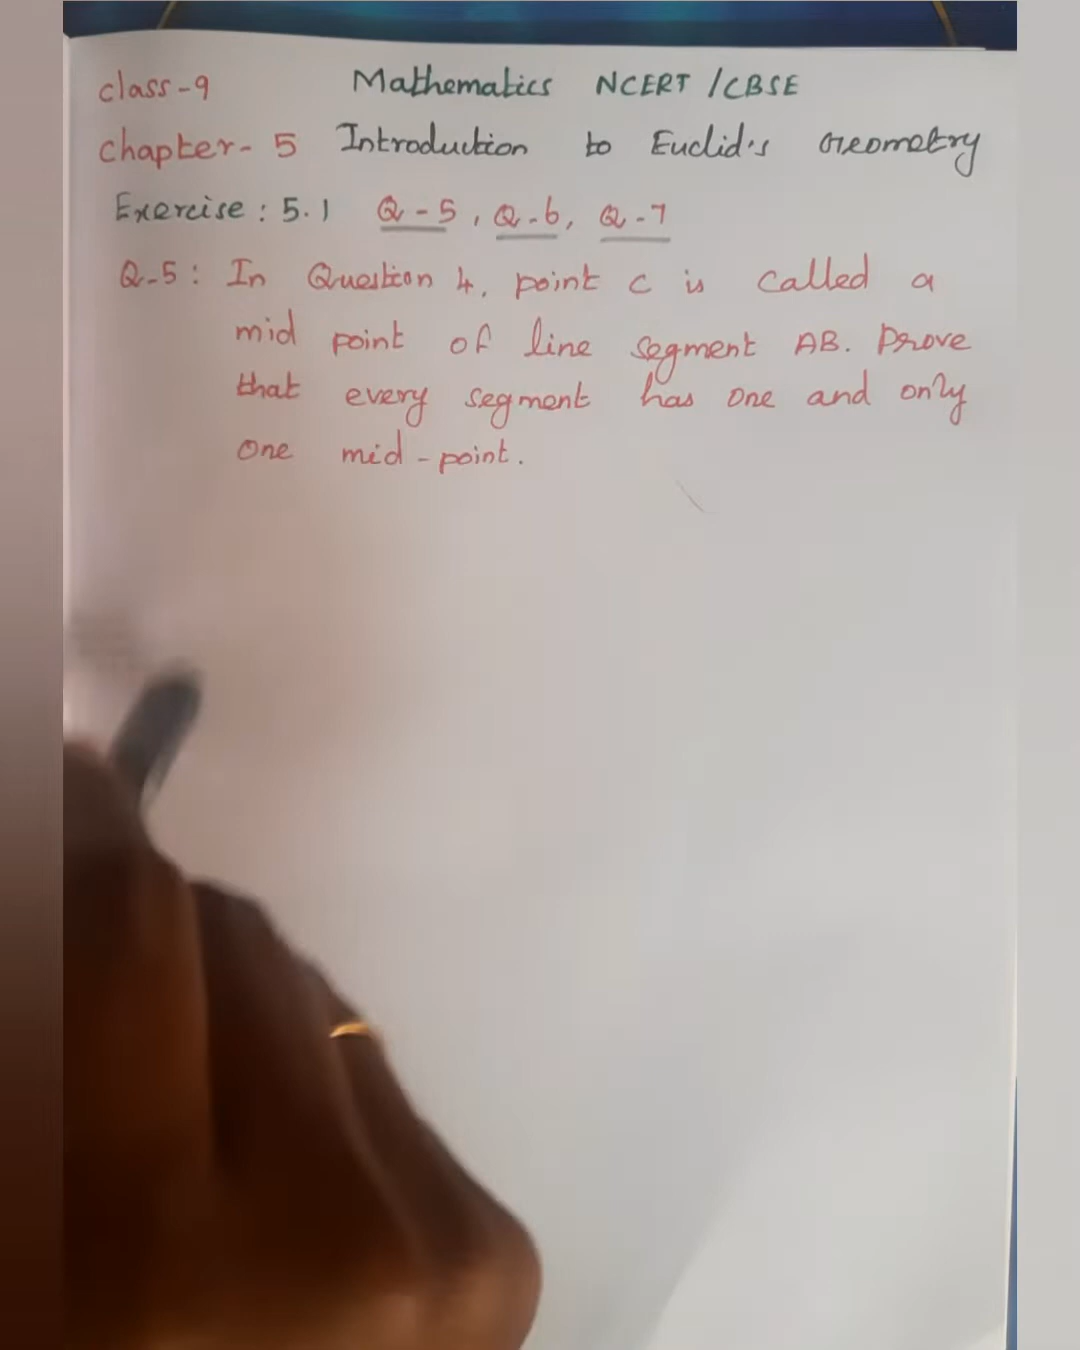 class-9 Mathematics NCERT / CBSE
chapter- 5 Introduction to Euclid's Geometry
Exercise : 5.1 Q-5, Q-6, Q-7
Q-5 : In Question 4, point c is called a
mid point of line segment AB. Prove
that every segment has one and only
one mid-point.